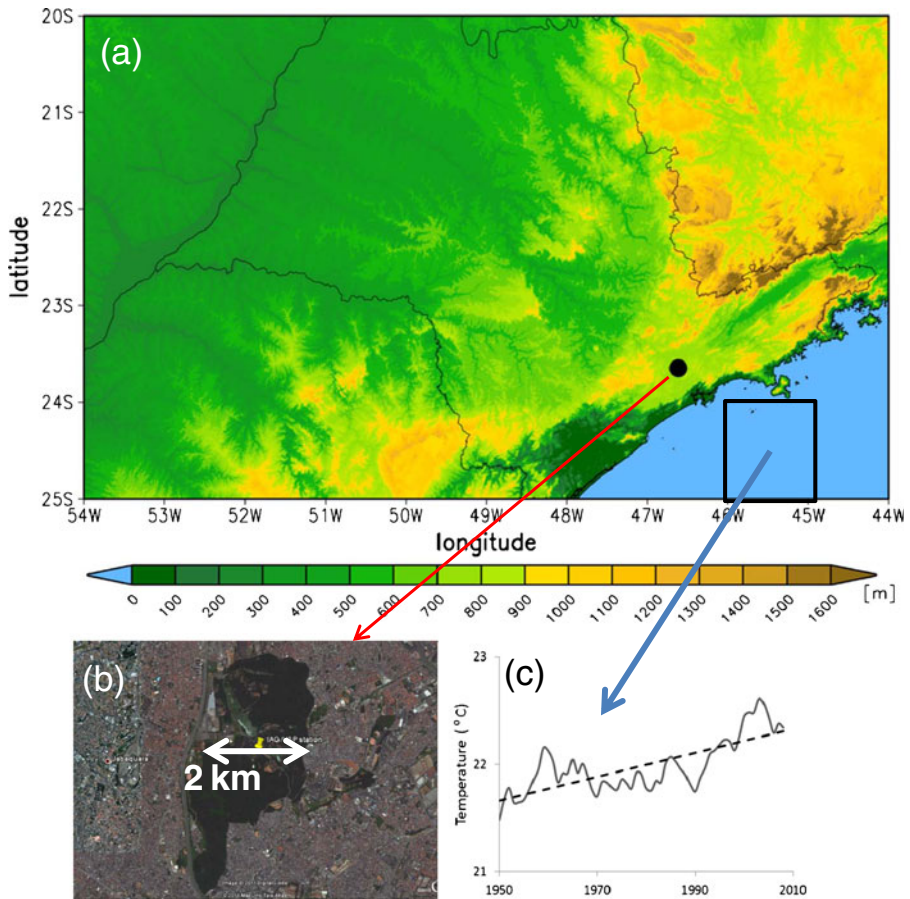 (a)
20S
21S
22S
23S
24S
25S
latitude
54W 53W 52W 51W 50W 49W 48W 47W 46W 45W 44W
longitude
0 100 200 300 400 500 600 700 800 900 1000 1100 1200 1300 1400 1500 1600 [m]
(b)
station
2 km
(c)
23
22
21
Temperature (°C)
1950 1970 1990 2010